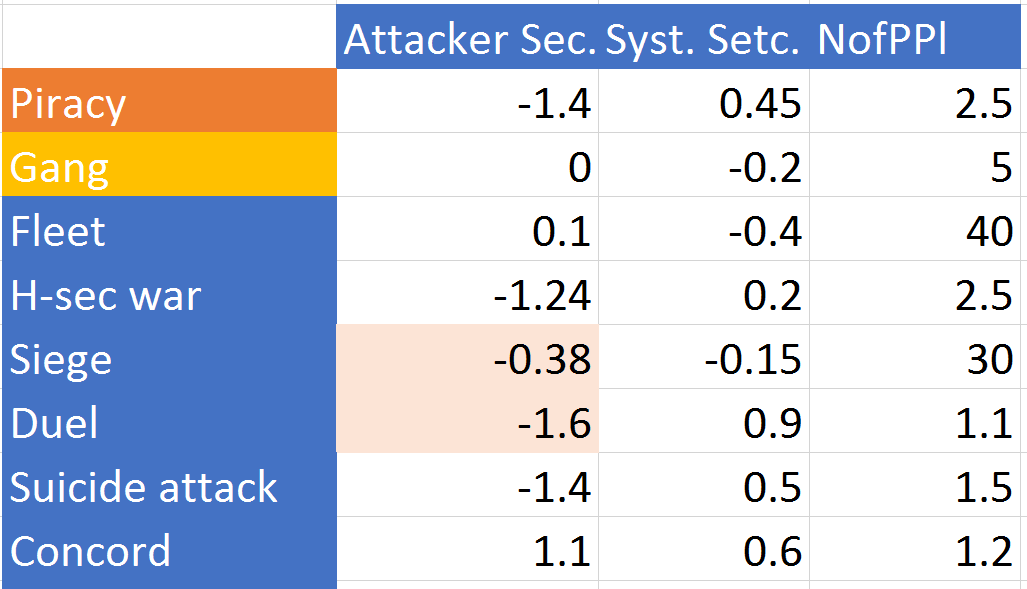 Attacker Sec. Syst. Setc. NofPPl
Piracy -1.4 0.45 2.5
Gang 0 -0.2 5
Fleet 0.1 -0.4 40
H-sec war -1.24 0.2 2.5
Siege -0.38 -0.15 30
Duel -1.6 0.9 1.1
Suicide attack -1.4 0.5 1.5
Concord 1.1 0.6 1.2